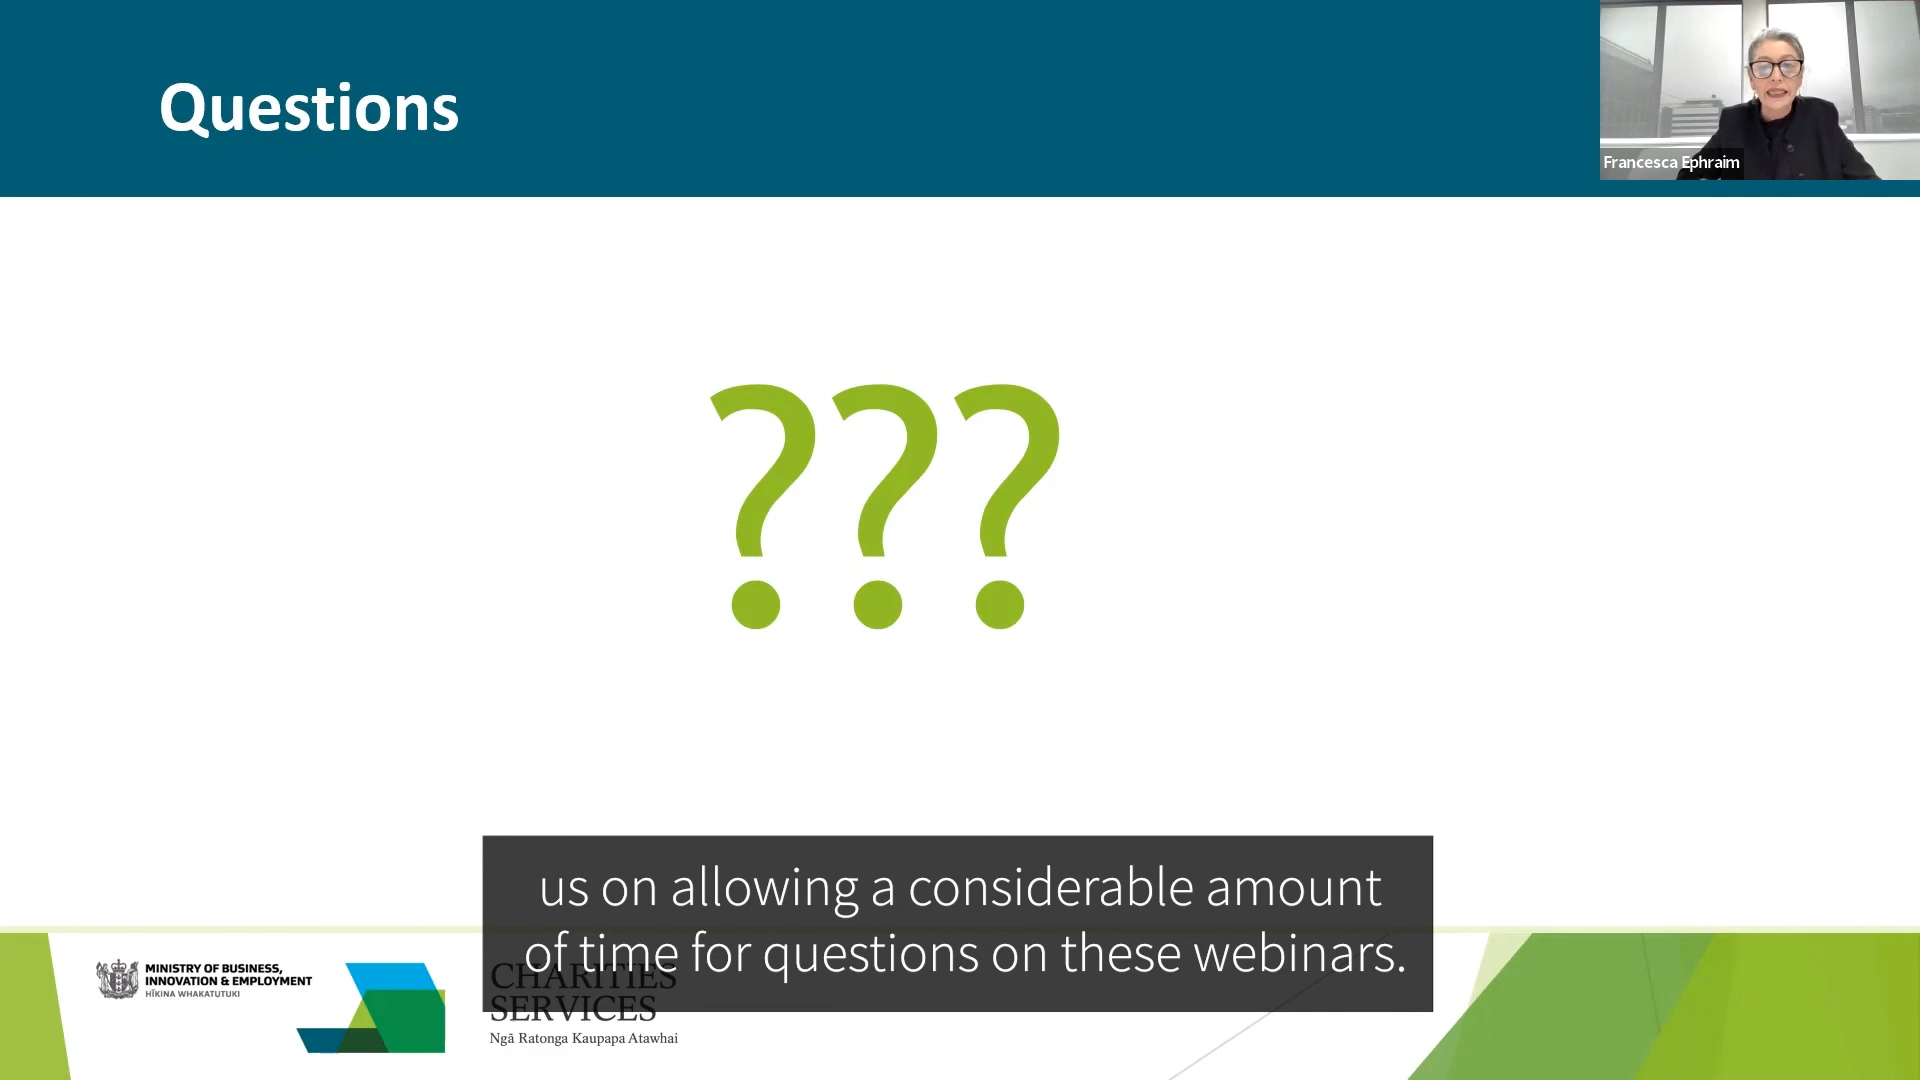 Questions
Francesca Ephraim
???
us on allowing a considerable amount
of time for questions on these webinars.
MINISTRY OF BUSINESS,
INNOVATION & EMPLOYMENT
HĪKINA WHAKATUTUKI
CHARITIES
SERVICES
Ngā Ratonga Kaupapa Atawhai